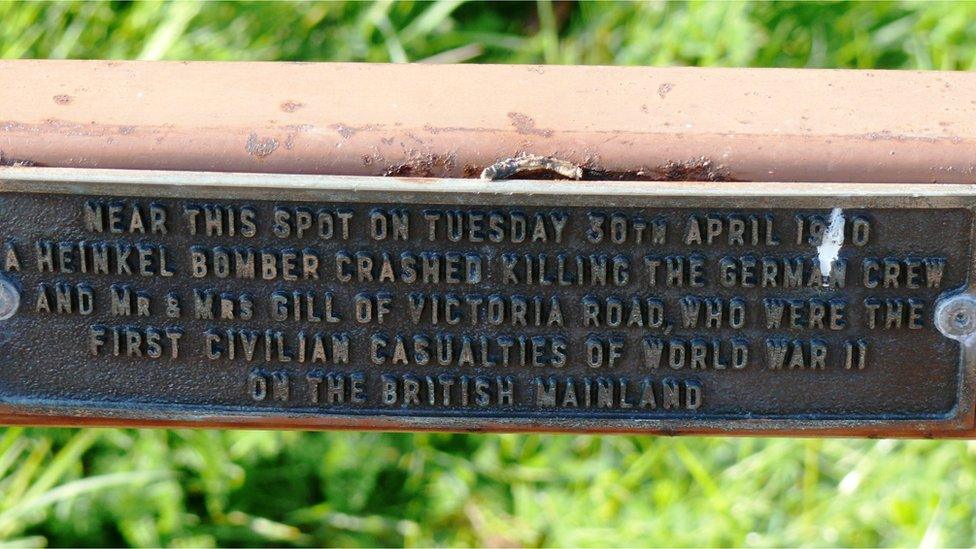 NEAR THIS SPOT ON TUESDAY 30TH APRIL
A HEINKEL BOMBER CRASHED KILLING THE GERMAN CREW
AND MR & MRS GILL OF VICTORIA ROAD, WHO WERE THE
FIRST CIVILIAN CASUALTIES OF WORLD WAR II
ON THE BRITISH MAINLAND